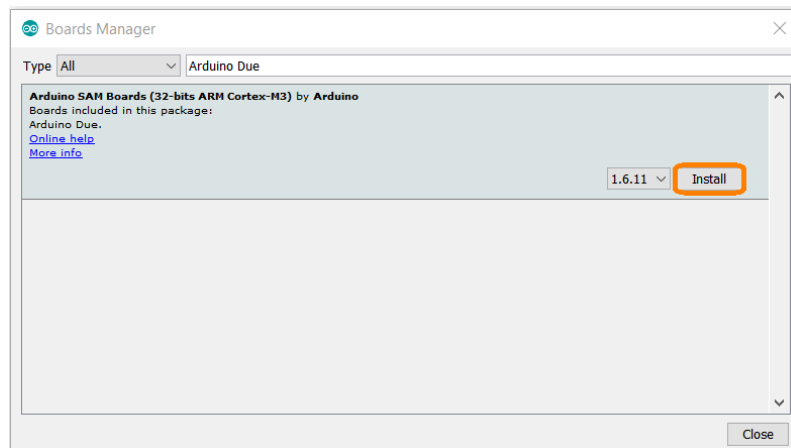 Boards Manager
Type All Arduino Due
Arduino SAM Boards (32-bits ARM Cortex-M3) by Arduino
Boards included in this package:
Arduino Due.
Online help
More info
1.6.11 Install
Close